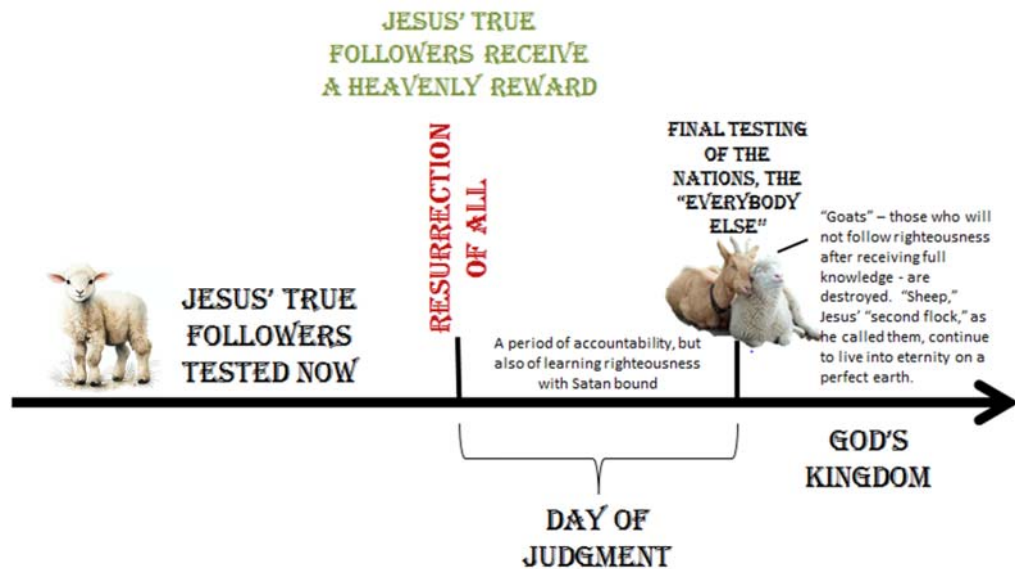 JESUS' TRUE
FOLLOWERS RECEIVE
A HEAVENLY REWARD
RESURRECTION
OF ALL
FINAL TESTING
OF THE
NATIONS, THE
“EVERYBODY
ELSE”
“Goats” – those who will
not follow righteousness
after receiving full
knowledge - are
destroyed. “Sheep,”
Jesus’ “second flock,” as
he called them, continue
to live into eternity on a
perfect earth.
JESUS' TRUE
FOLLOWERS
TESTED NOW
A period of accountability, but
also of learning righteousness
with Satan bound
GOD'S
KINGDOM
DAY OF
JUDGMENT